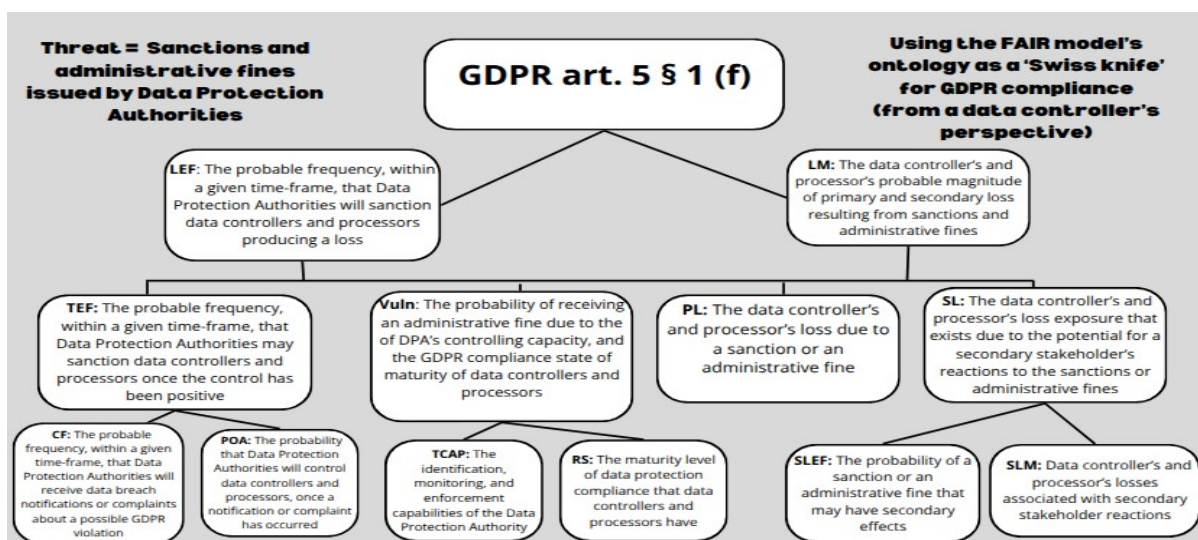 Threat = Sanctions and
administrative fines
issued by Data Protection
Authorities
GDPR art. 5 § 1 (f)
Using the FAIR model's
ontology as a 'Swiss knife'
for GDPR compliance
(from a data controller's
perspective)
LEF: The probable frequency, within
a given time-frame, that Data
Protection Authorities will sanction
data controllers and processors
producing a loss
LM: The data controller's and
processor's probable magnitude
of primary and secondary loss
resulting from sanctions and
administrative fines
TEF: The probable frequency,
within a given time-frame, that
Data Protection Authorities may
sanction data controllers and
processors once the control has
been positive
Vuln: The probability of receiving
an administrative fine due to the
of DPA's controlling capacity, and
the GDPR compliance state of
maturity of data controllers and
processors
PL: The data controller's
and processor's loss due to
a sanction or an
administrative fine
SL: The data controller's and
processor's loss exposure that
exists due to the potential for a
secondary stakeholder's
reactions to the sanctions or
administrative fines
CF: The probable
frequency, within a given
time-frame, that Data
Protection Authorities will
receive data breach
notifications or complaints
about a possible GDPR
violation
POA: The probability
that Data Protection
Authorities will control
data controllers and
processors, once a
notification or complaint
has occurred
TCAP: The
identification,
monitoring, and
enforcement
capabilities of the Data
Protection Authority
RS: The maturity level
of data protection
compliance that data
controllers and
processors have
SLEF: The probability of a
sanction or an
administrative fine that
may have secondary
effects
SLM: Data controller's and
processor's losses
associated with secondary
stakeholder reactions